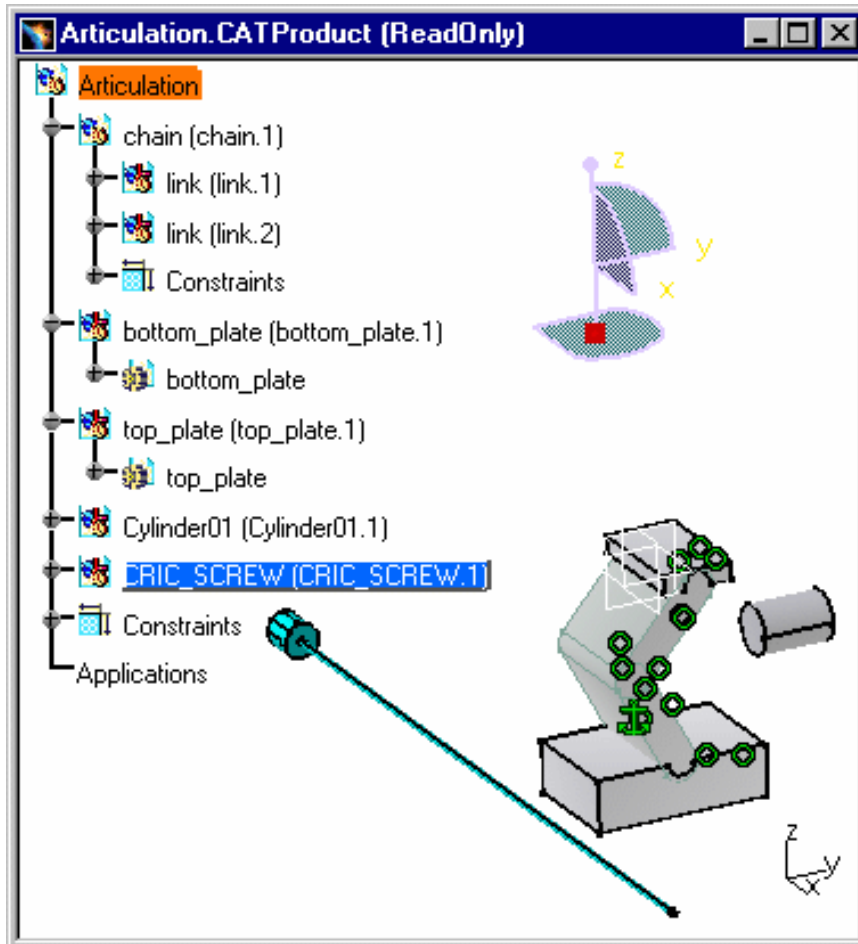 Articulation.CATProduct (ReadOnly)
Articulation
chain (chain.1)
link (link.1)
link (link.2)
Constraints
bottom_plate (bottom_plate.1)
bottom_plate
top_plate (top_plate.1)
top_plate
Cylinder01 (Cylinder01.1)
CRIC_SCREW (CRIC_SCREW.1)
Constraints
Applications
z
y
x
z
y
x